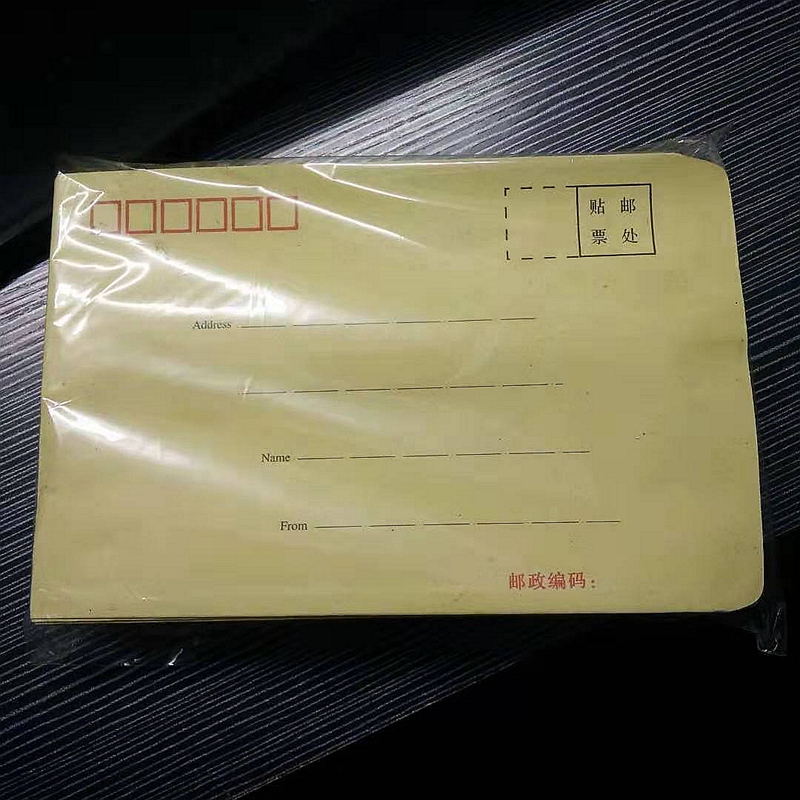 贴 邮
票 处
Address
Name
From
邮政编码：